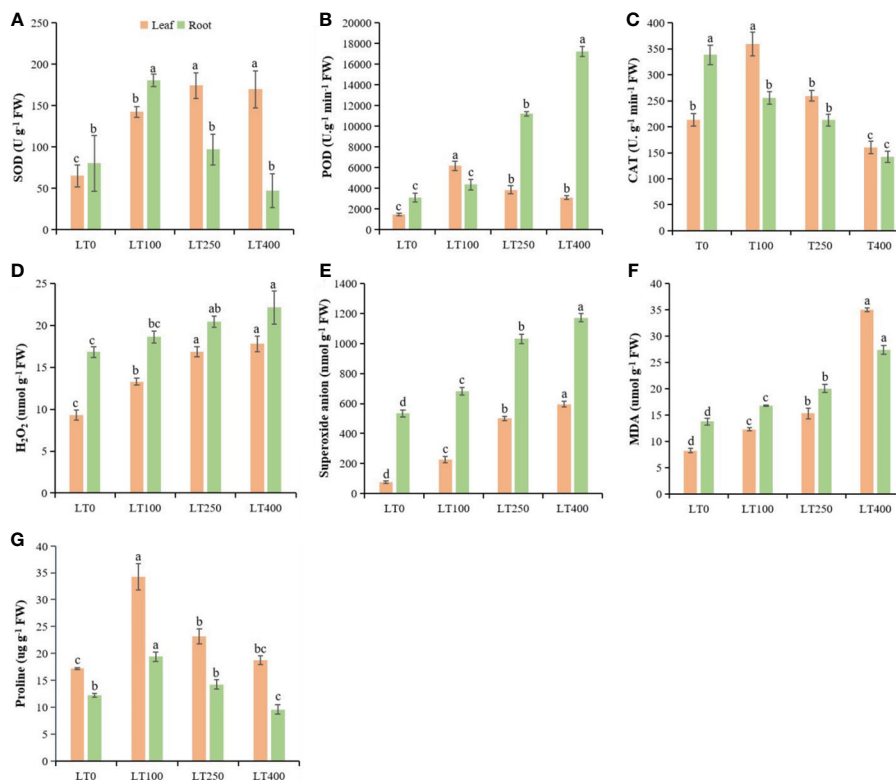 A
Leaf Root
SOD (U g-1 FW)
250
200
150
100
50
0
c b b a a b a b
LT0 LT100 LT250 LT400
B
POD (U.g-1 min-1 FW)
18000
16000
14000
12000
10000
8000
6000
4000
2000
0
c c a c b b b a
LT0 LT100 LT250 LT400
C
CAT (U. g-1 min-1 FW)
400
350
300
250
200
150
100
50
0
b a a b b b c c
T0 T100 T250 T400
D
H2O2 (umol g-1 FW)
25
20
15
10
5
0
c c b bc a ab a a
LT0 LT100 LT250 LT400
E
Superoxide anion (nmol g-1 FW)
1400
1200
1000
800
600
400
200
0
d d c c b b a a
LT0 LT100 LT250 LT400
F
MDA (umol g-1 FW)
40
35
30
25
20
15
10
5
0
d d c c b b a a
LT0 LT100 LT250 LT400
G
Proline (ug g-1 FW)
40
35
30
25
20
15
10
5
0
c b a a b b bc c
LT0 LT100 LT250 LT400